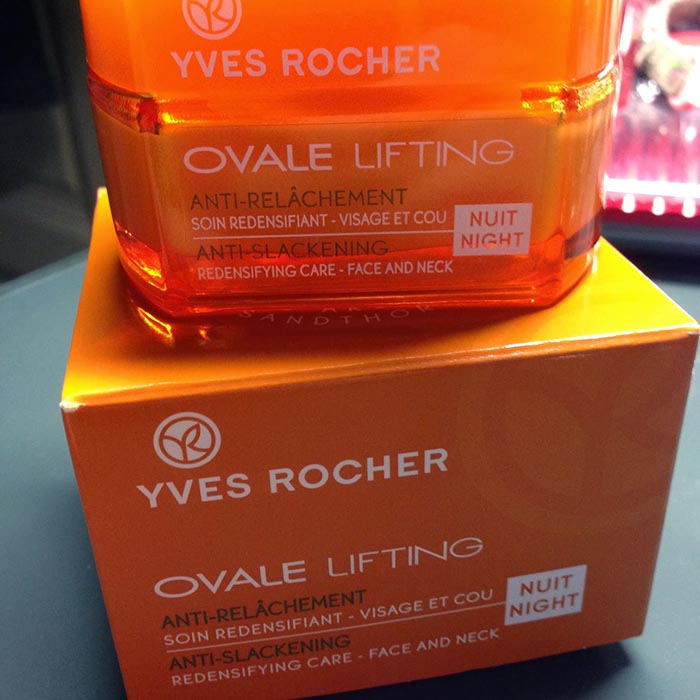 YVES ROCHER
OVALE LIFTING
ANTI-RELÂCHEMENT
SOIN REDENSIFIANT - VISAGE ET COU
NUIT
NIGHT
ANTI-SLACKENING
REDENSIFYING CARE - FACE AND NECK
YVES ROCHER
OVALE LIFTING
ANTI-RELÂCHEMENT
SOIN REDENSIFIANT - VISAGE ET COU
NUIT
NIGHT
ANTI-SLACKENING
REDENSIFYING CARE - FACE AND NECK